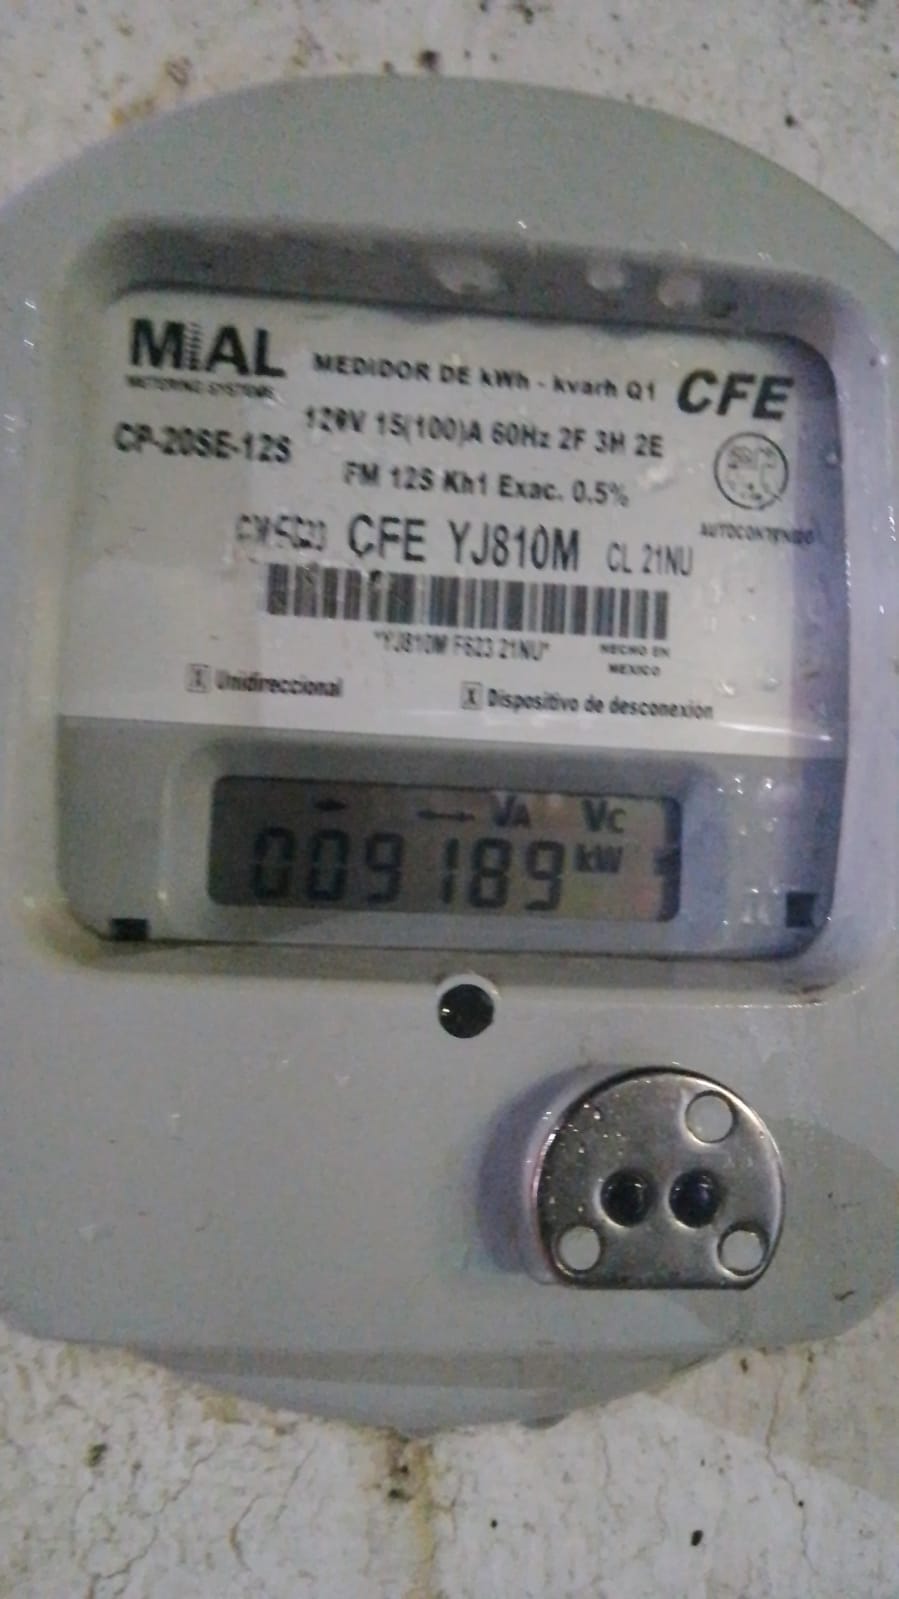 MIAL
METERING SYSTEMS
MEDIDOR DE kWh - kvarh Q1
CFE
CP-20SE-12S
120V 15(100)A 60Hz 2F 3H 2E
FM 12S Kh1 Exac. 0.5%
AUTOCONTENIDO
CFE YJ810M CL 21NU
*YJ810M F623 21NU*
HECHO EN
MEXICO
X Unidireccional
X Dispositivo de desconexion
VA VC
009189 kW